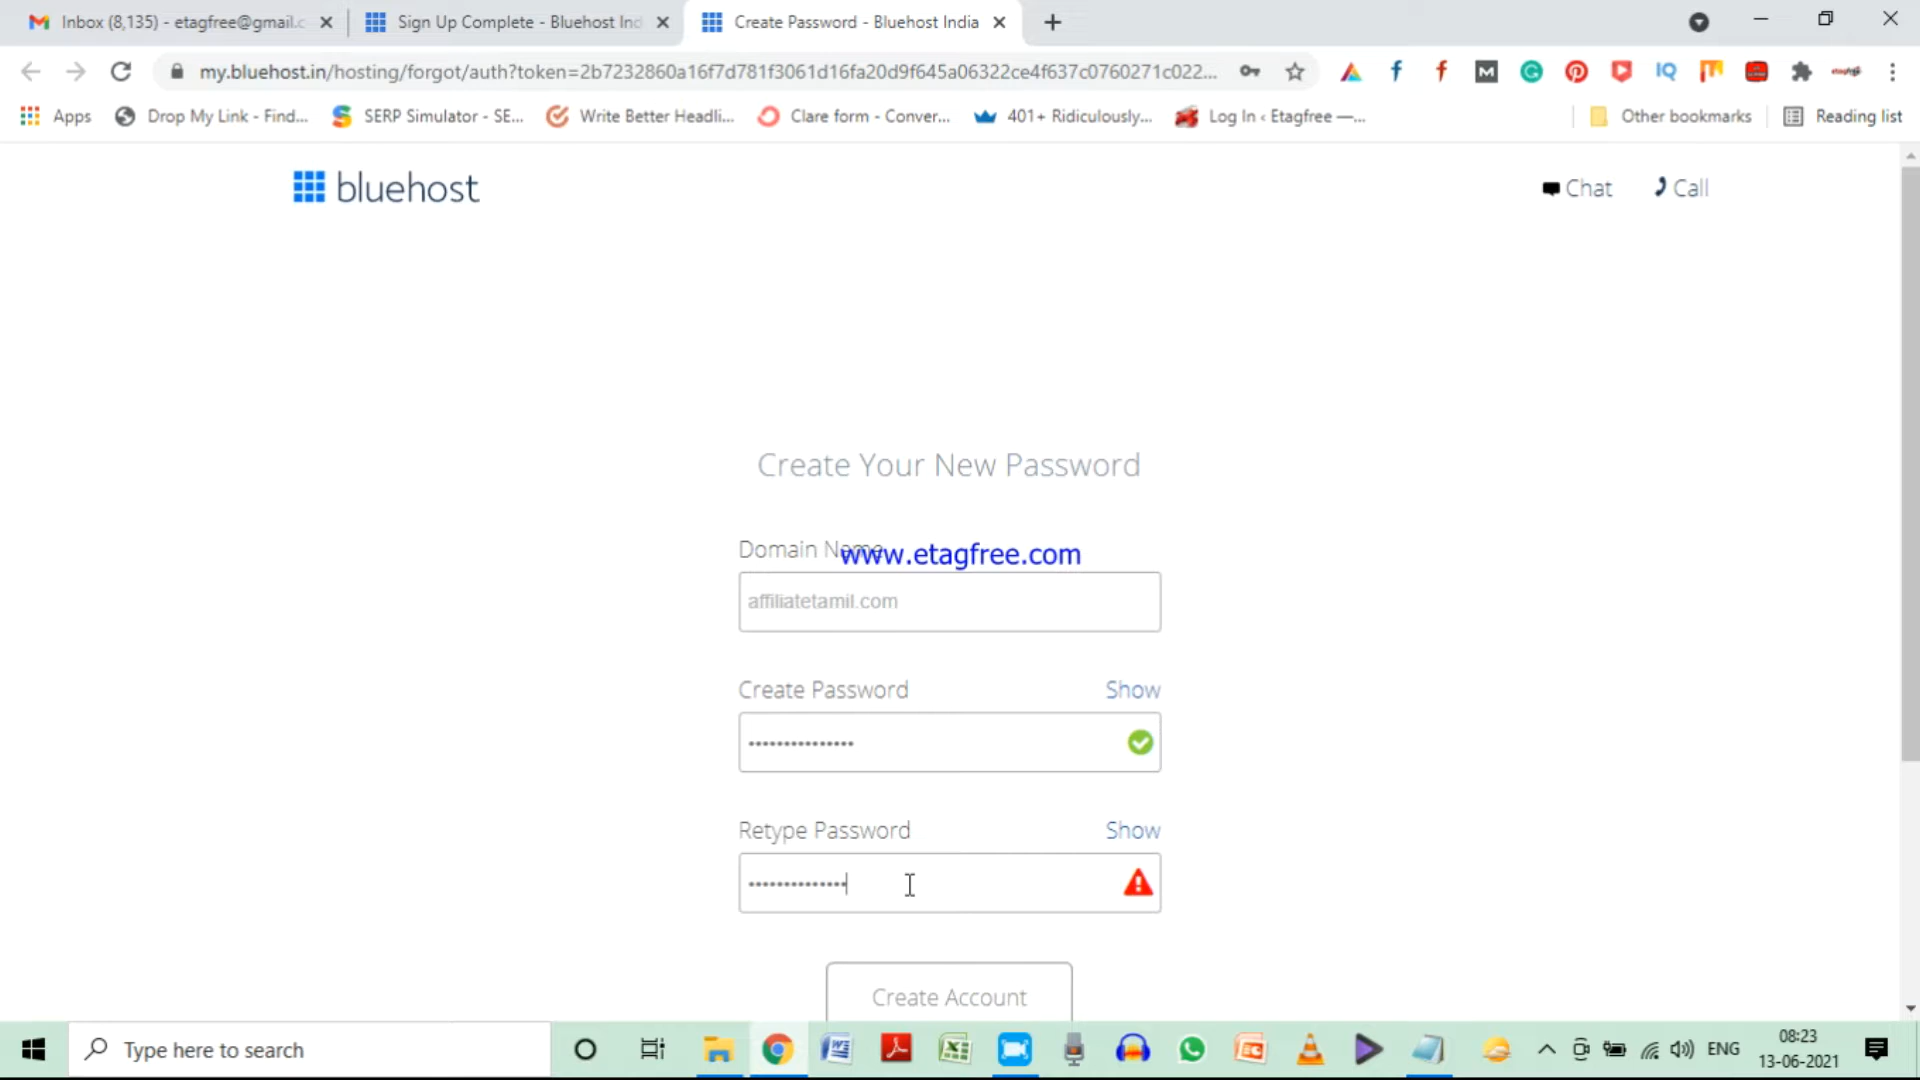 Inbox (8,135) - etagfree@gmail.c
Sign Up Complete - Bluehost Ind
Create Password - Bluehost India
my.bluehost.in/hosting/forgot/auth?token=2b7232860a16f7d781f3061d16fa20d9f645a06322ce4f637c0760271c022...
Apps
Drop My Link - Find...
SERP Simulator - SE...
Write Better Headli...
Clare form - Conver...
401+ Ridiculously...
Log In ‹ Etagfree —...
Other bookmarks
Reading list
bluehost
Chat
Call
Create Your New Password
Domain Name
www.etagfree.com
affiliatetamil.com
Create Password
Show
Retype Password
Show
Create Account
Type here to search
ENG
08:23
13-06-2021